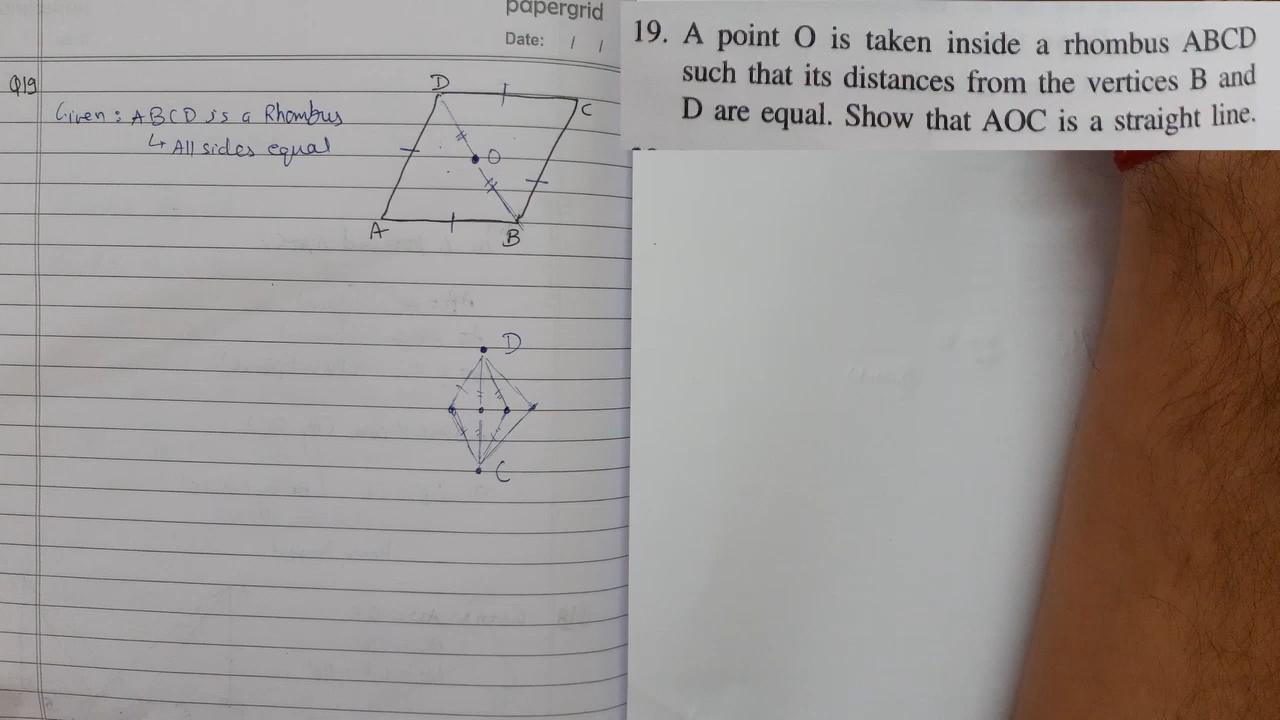 papergrid
Date: / /
Q19
Given : ABCD is a Rhombus
↳ All sides equal
D
C
O
A
B
D
C
19. A point O is taken inside a rhombus ABCD
such that its distances from the vertices B and
D are equal. Show that AOC is a straight line.